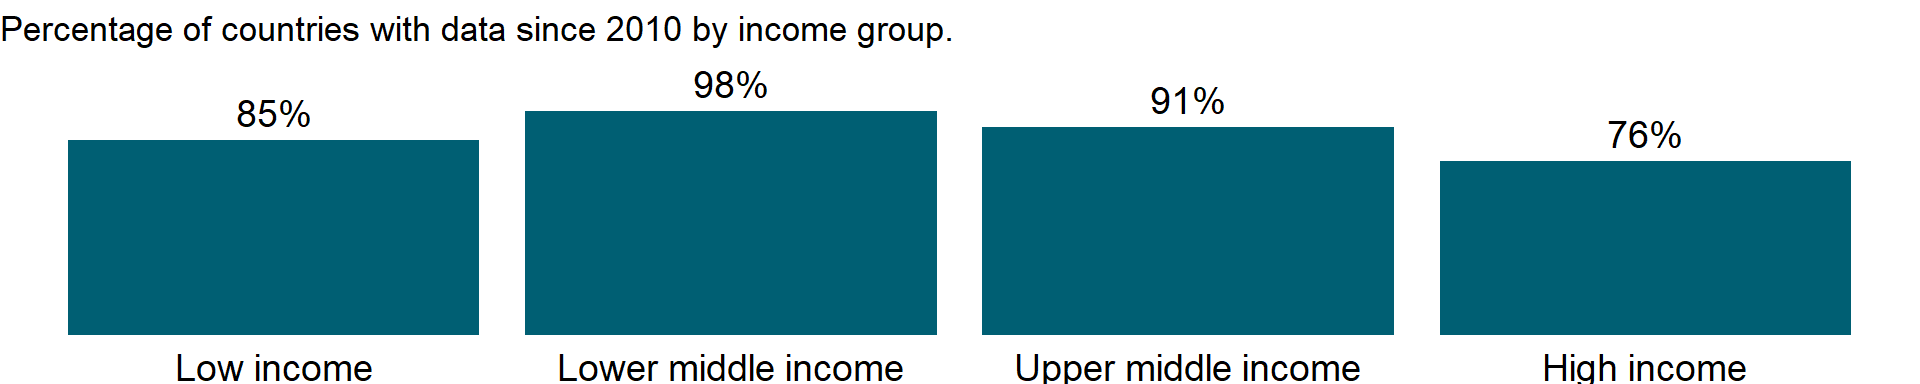 Percentage of countries with data since 2010 by income group.
85%
98%
91%
76%
Low income
Lower middle income
Upper middle income
High income